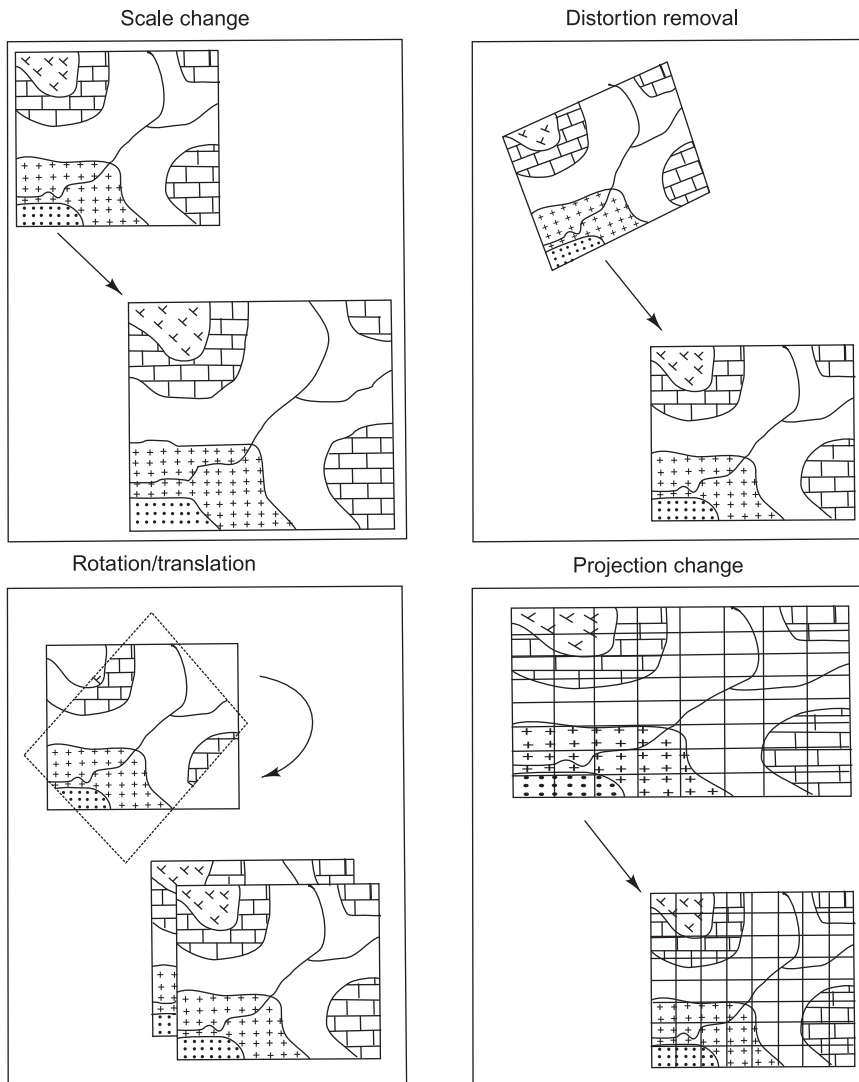 Scale change
Distortion removal
Rotation/translation
Projection change